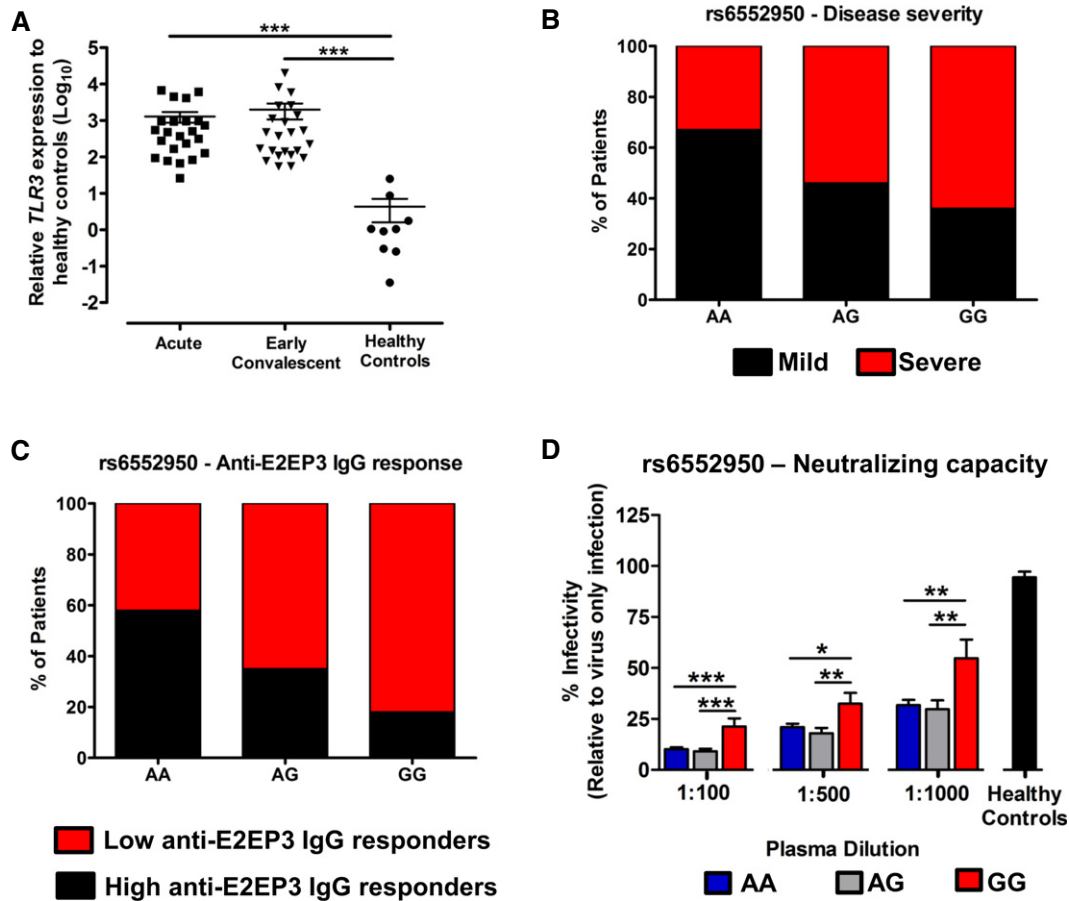 A
Relative TLR3 expression to
healthy controls (Log10)
5
4
3
2
1
0
-1
-2
***
***
Acute
Early
Convalescent
Healthy
Controls
B
rs6552950 - Disease severity
% of Patients
100
80
60
40
20
0
AA
AG
GG
Mild
Severe
C
rs6552950 - Anti-E2EP3 IgG response
% of Patients
100
80
60
40
20
0
AA
AG
GG
Low anti-E2EP3 IgG responders
High anti-E2EP3 IgG responders
D
rs6552950 – Neutralizing capacity
% Infectivity
(Relative to virus only infection)
125
100
75
50
25
0
***
***
*
**
**
**
1:100
1:500
1:1000
Healthy
Controls
Plasma Dilution
AA
AG
GG